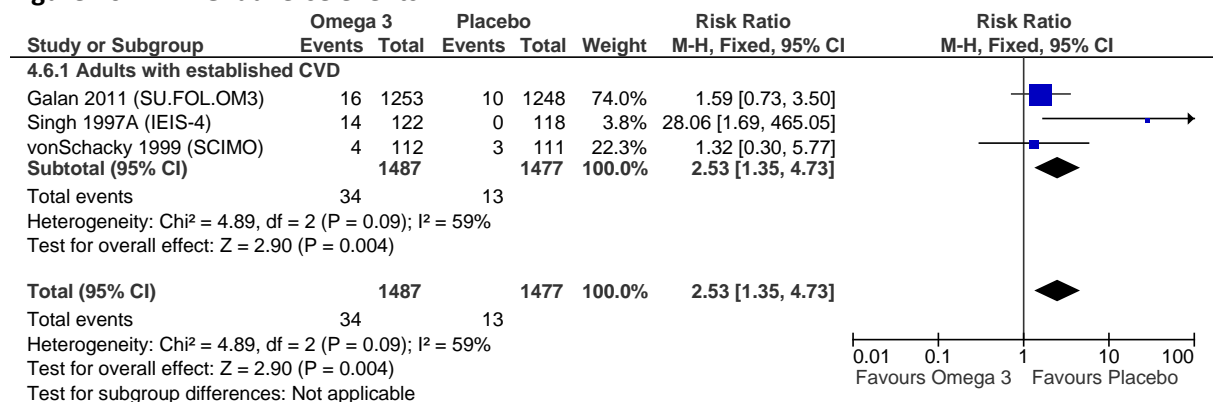 Omega 3 Placebo Risk Ratio Risk Ratio
Study or Subgroup Events Total Events Total Weight M-H, Fixed, 95% CI M-H, Fixed, 95% CI
4.6.1 Adults with established CVD
Galan 2011 (SU.FOL.OM3) 16 1253 10 1248 74.0% 1.59 [0.73, 3.50]
Singh 1997A (IEIS-4) 14 122 0 118 3.8% 28.06 [1.69, 465.05]
vonSchacky 1999 (SCIMO) 4 112 3 111 22.3% 1.32 [0.30, 5.77]
Subtotal (95% CI) 1487 1477 100.0% 2.53 [1.35, 4.73]
Total events 34 13
Heterogeneity: Chi² = 4.89, df = 2 (P = 0.09); I² = 59%
Test for overall effect: Z = 2.90 (P = 0.004)
Total (95% CI) 1487 1477 100.0% 2.53 [1.35, 4.73]
Total events 34 13
Heterogeneity: Chi² = 4.89, df = 2 (P = 0.09); I² = 59%
Test for overall effect: Z = 2.90 (P = 0.004)
Test for subgroup differences: Not applicable
0.01 0.1 1 10 100
Favours Omega 3 Favours Placebo